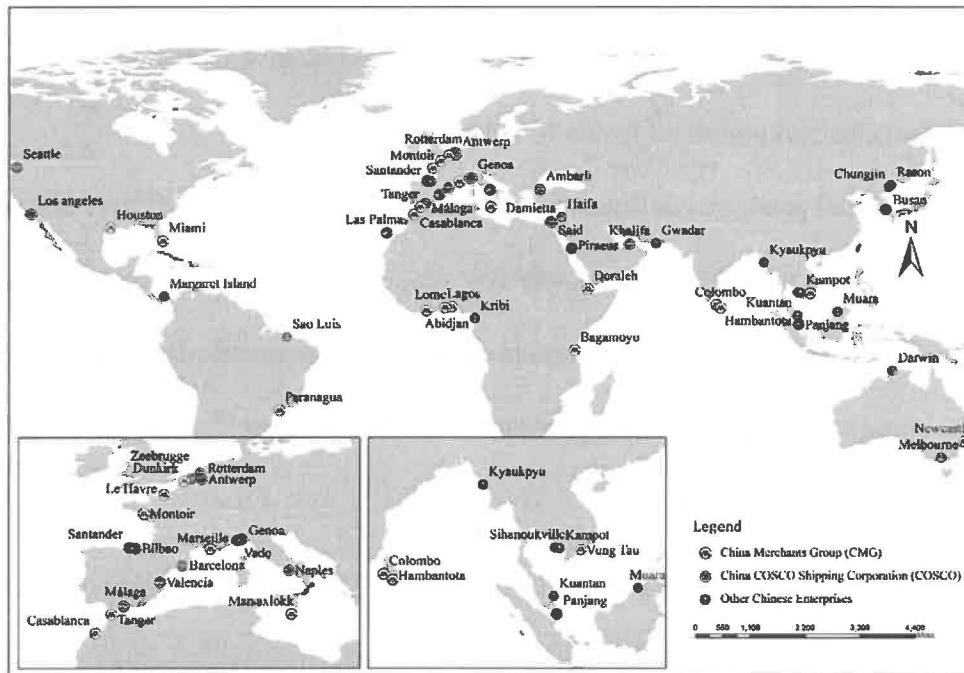 Rotterdam
Antwerp
Montoir
Genoa
Seattle
Santander
Ambarli
Chungjin
Rason
Los angeles
Tanger
Málaga
Damietta
Haifa
Busan
Houston
Las Palmas
Casablanca
Said
Khalifa
Gwadar
Miami
Piraeus
Kyaukpyu
N
Margaret Island
Doraleh
Colombo
Kampot
Lome
Lagos
Kribi
Kuantan
Muara
Abidjan
Hambantota
Panjang
Sao Luis
Bagamoyo
Darwin
Paranagua
Newcastl
Melbourne
Zeebrugge
Dunkirk
Rotterdam
Antwerp
Le Havre
Montoir
Santander
Bilbao
Marseille
Genoa
Vado
Barcelona
Naples
Valencia
Málaga
Marsaxlokk
Casablanca
Tanger
Kyaukpyu
Sihanoukville
Kampot
Vung Tau
Colombo
Hambantota
Kuantan
Muara
Panjang
Legend
China Merchants Group (CMG)
China COSCO Shipping Corporation (COSCO)
Other Chinese Enterprises
0 550 1,100 2,200 3,300 4,400
Miles